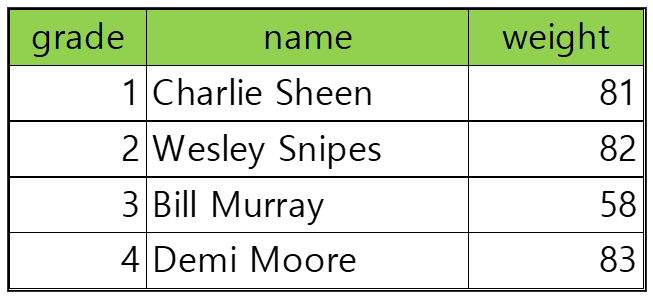 grade name weight
1 Charlie Sheen 81
2 Wesley Snipes 82
3 Bill Murray 58
4 Demi Moore 83